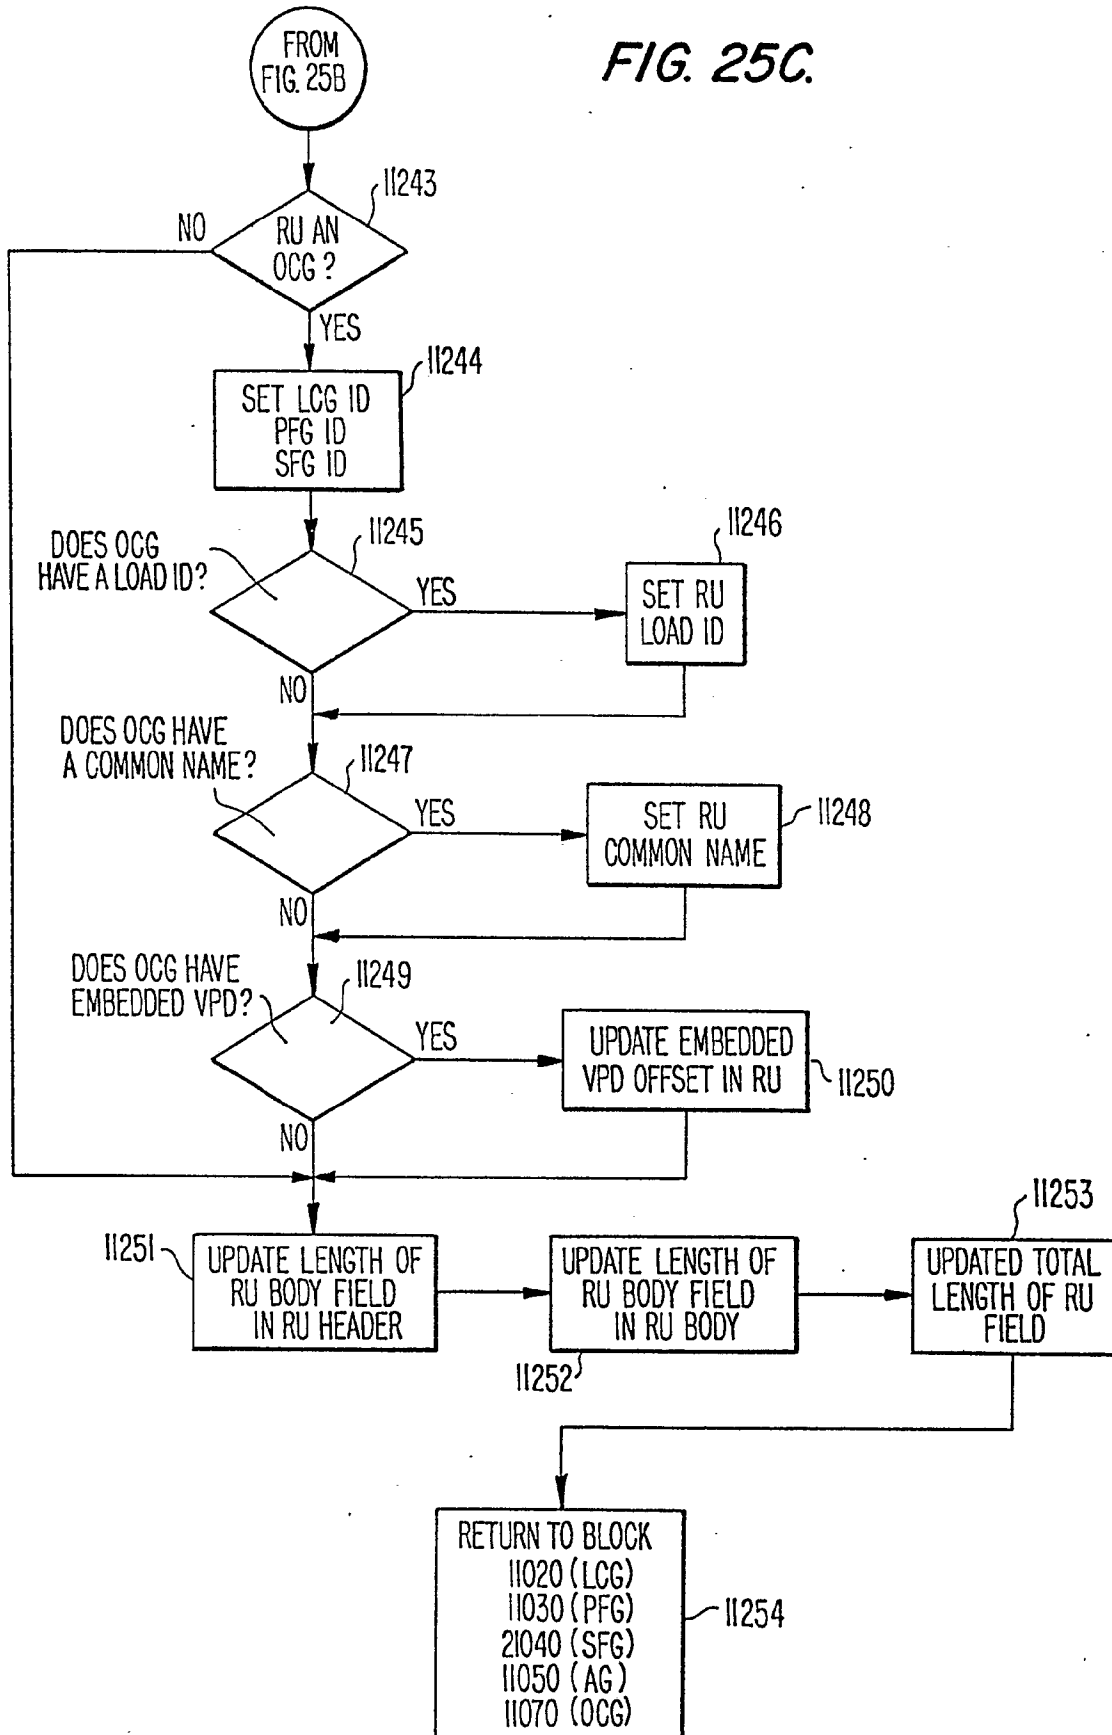 FROM
FIG. 25B
FIG. 25C.
11243
NO
RU AN
OCG?
YES
11244
SET LCG ID
PFG ID
SFG ID
DOES OCG
HAVE A LOAD ID?
11245
YES
11246
SET RU
LOAD ID
NO
DOES OCG HAVE
A COMMON NAME?
11247
YES
SET RU
COMMON NAME
11248
NO
DOES OCG HAVE
EMBEDDED VPD?
11249
YES
UPDATE EMBEDDED
VPD OFFSET IN RU
11250
NO
11251
UPDATE LENGTH OF
RU BODY FIELD
IN RU HEADER
UPDATE LENGTH OF
RU BODY FIELD
IN RU BODY
11252
11253
UPDATED TOTAL
LENGTH OF RU
FIELD
RETURN TO BLOCK
11020 (LCG)
11030 (PFG)
21040 (SFG)
11050 (AG)
11070 (OCG)
11254